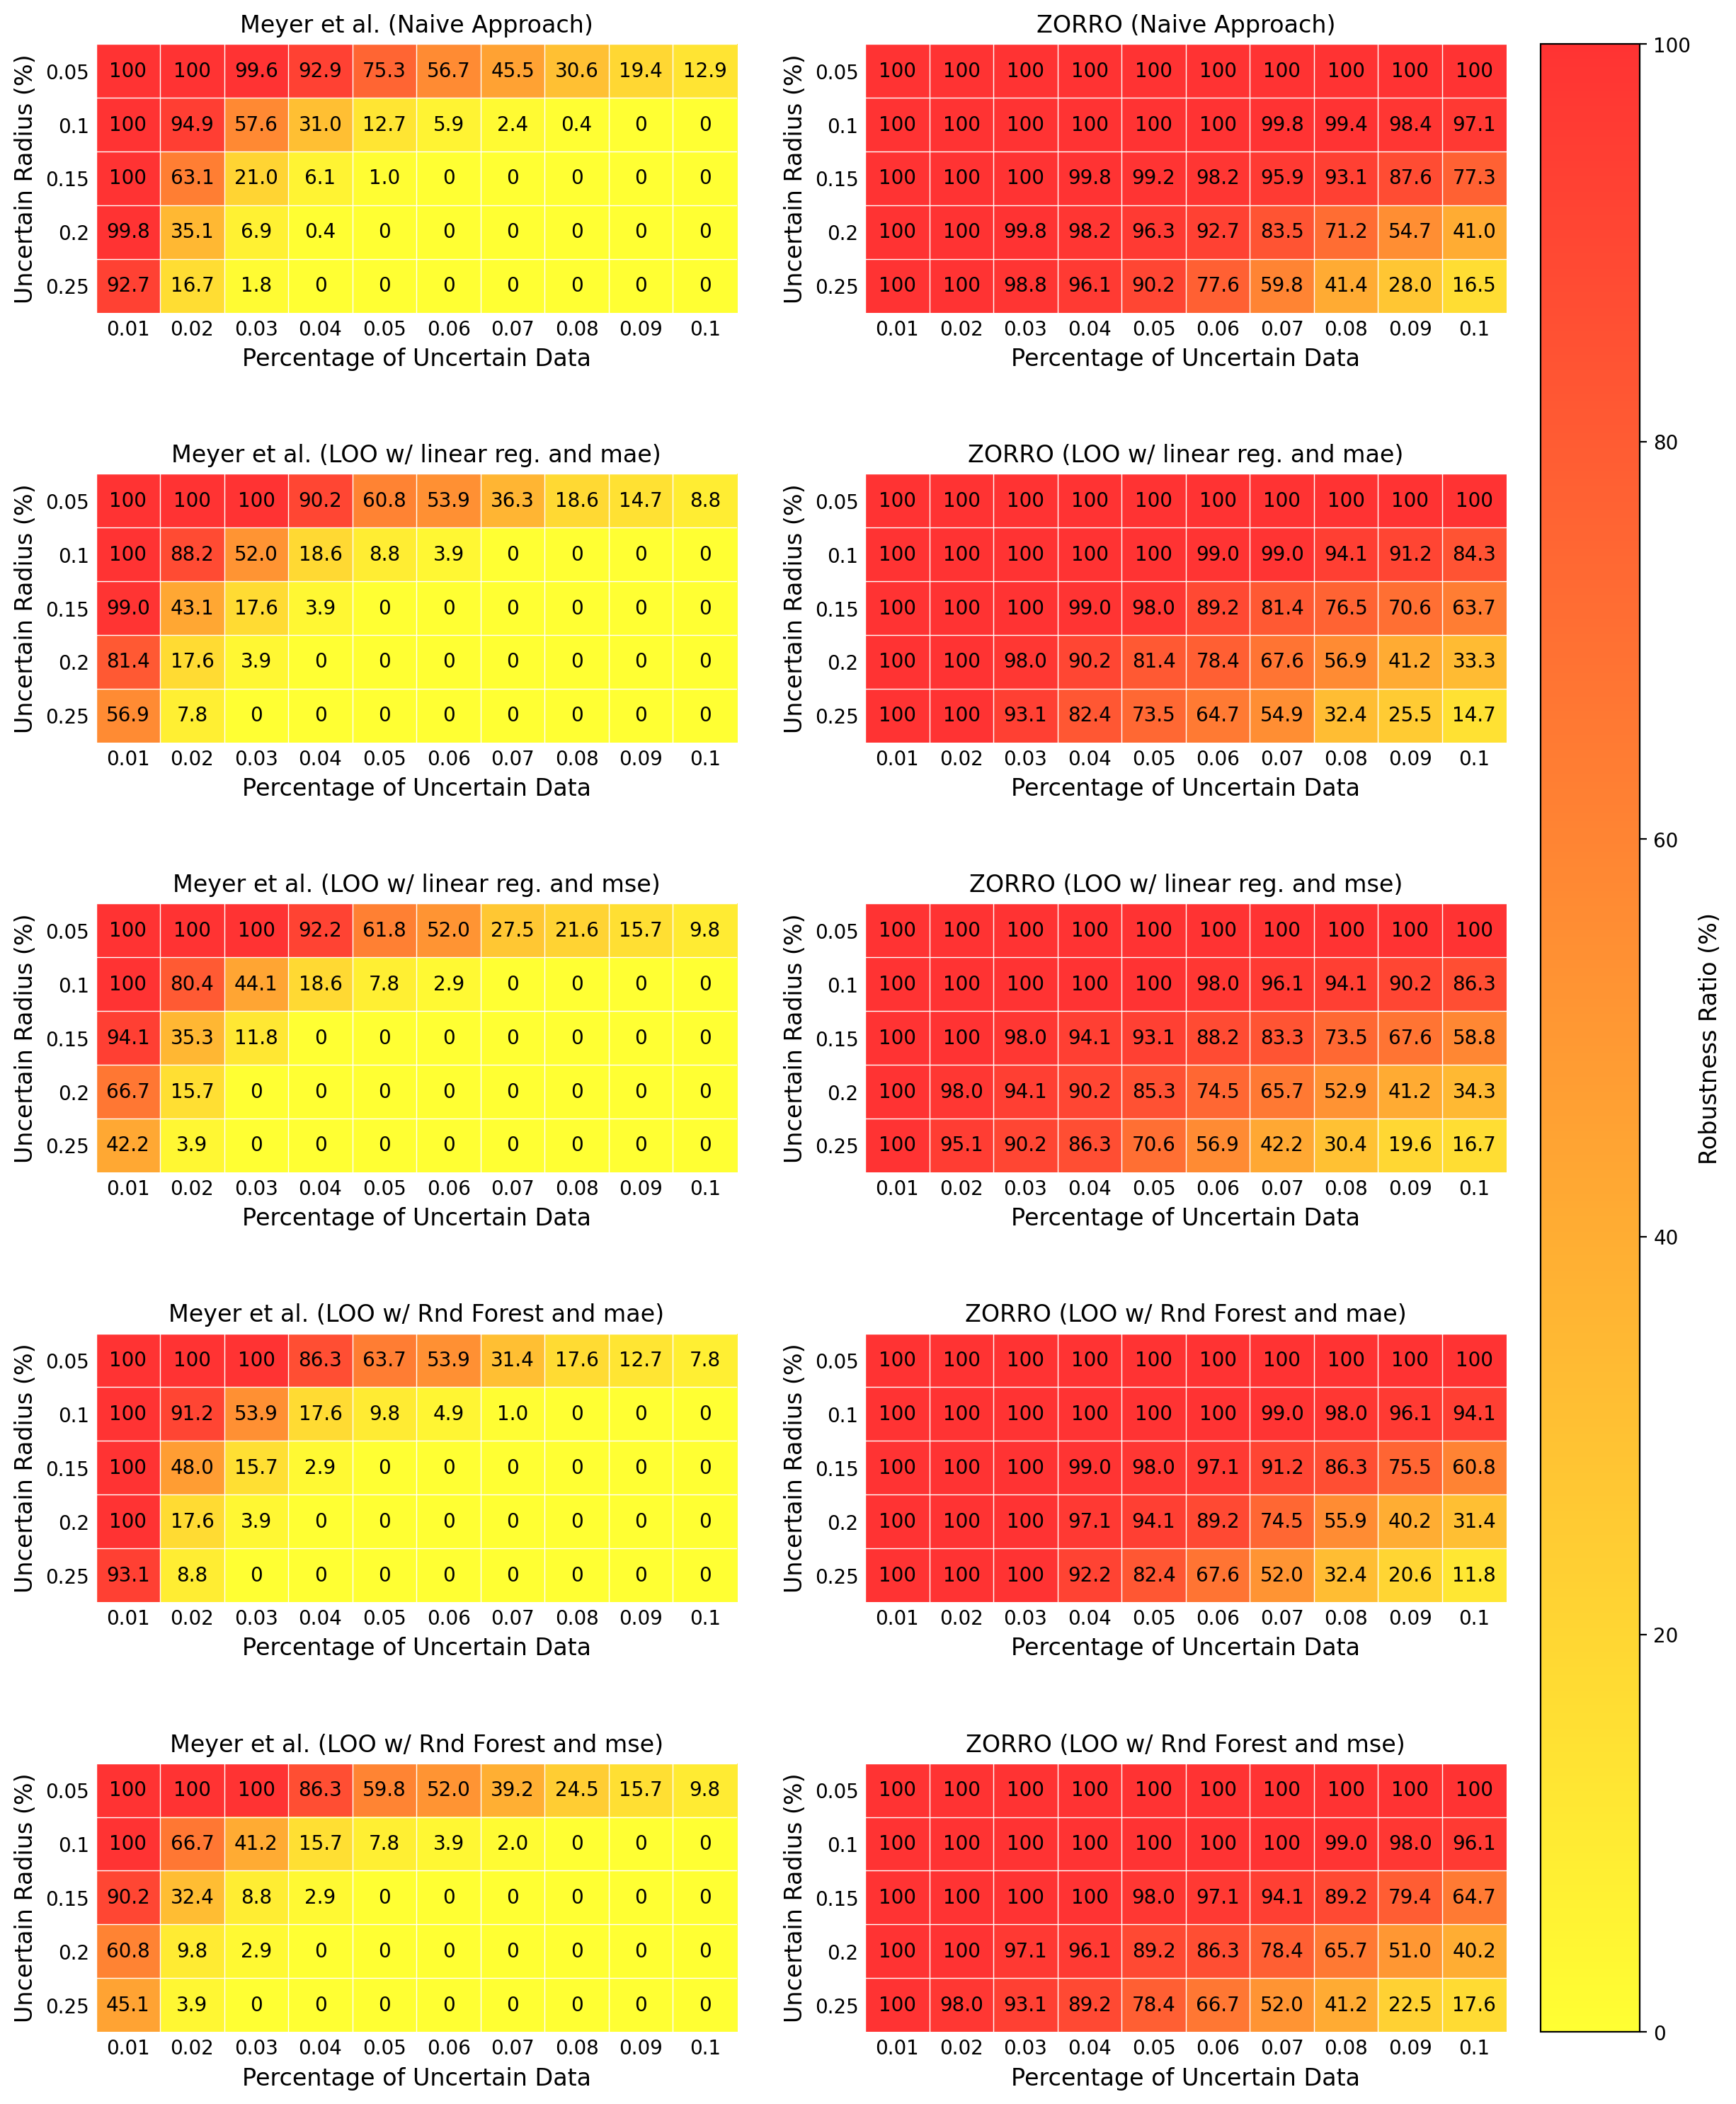 Meyer et al. (Naive Approach)
Uncertain Radius (%)
0.05 100 100 99.6 92.9 75.3 56.7 45.5 30.6 19.4 12.9
0.1 100 94.9 57.6 31.0 12.7 5.9 2.4 0.4 0 0
0.15 100 63.1 21.0 6.1 1.0 0 0 0 0 0
0.2 99.8 35.1 6.9 0.4 0 0 0 0 0 0
0.25 92.7 16.7 1.8 0 0 0 0 0 0 0
0.01 0.02 0.03 0.04 0.05 0.06 0.07 0.08 0.09 0.1
Percentage of Uncertain Data
ZORRO (Naive Approach)
Uncertain Radius (%)
0.05 100 100 100 100 100 100 100 100 100 100
0.1 100 100 100 100 100 100 99.8 99.4 98.4 97.1
0.15 100 100 100 99.8 99.2 98.2 95.9 93.1 87.6 77.3
0.2 100 100 99.8 98.2 96.3 92.7 83.5 71.2 54.7 41.0
0.25 100 100 98.8 96.1 90.2 77.6 59.8 41.4 28.0 16.5
0.01 0.02 0.03 0.04 0.05 0.06 0.07 0.08 0.09 0.1
Percentage of Uncertain Data
Meyer et al. (LOO w/ linear reg. and mae)
Uncertain Radius (%)
0.05 100 100 100 90.2 60.8 53.9 36.3 18.6 14.7 8.8
0.1 100 88.2 52.0 18.6 8.8 3.9 0 0 0 0
0.15 99.0 43.1 17.6 3.9 0 0 0 0 0 0
0.2 81.4 17.6 3.9 0 0 0 0 0 0 0
0.25 56.9 7.8 0 0 0 0 0 0 0 0
0.01 0.02 0.03 0.04 0.05 0.06 0.07 0.08 0.09 0.1
Percentage of Uncertain Data
ZORRO (LOO w/ linear reg. and mae)
Uncertain Radius (%)
0.05 100 100 100 100 100 100 100 100 100 100
0.1 100 100 100 100 100 99.0 99.0 94.1 91.2 84.3
0.15 100 100 100 99.0 98.0 89.2 81.4 76.5 70.6 63.7
0.2 100 100 98.0 90.2 81.4 78.4 67.6 56.9 41.2 33.3
0.25 100 100 93.1 82.4 73.5 64.7 54.9 32.4 25.5 14.7
0.01 0.02 0.03 0.04 0.05 0.06 0.07 0.08 0.09 0.1
Percentage of Uncertain Data
Meyer et al. (LOO w/ linear reg. and mse)
Uncertain Radius (%)
0.05 100 100 100 92.2 61.8 52.0 27.5 21.6 15.7 9.8
0.1 100 80.4 44.1 18.6 7.8 2.9 0 0 0 0
0.15 94.1 35.3 11.8 0 0 0 0 0 0 0
0.2 66.7 15.7 0 0 0 0 0 0 0 0
0.25 42.2 3.9 0 0 0 0 0 0 0 0
0.01 0.02 0.03 0.04 0.05 0.06 0.07 0.08 0.09 0.1
Percentage of Uncertain Data
ZORRO (LOO w/ linear reg. and mse)
Uncertain Radius (%)
0.05 100 100 100 100 100 100 100 100 100 100
0.1 100 100 100 100 100 98.0 96.1 94.1 90.2 86.3
0.15 100 100 98.0 94.1 93.1 88.2 83.3 73.5 67.6 58.8
0.2 100 98.0 94.1 90.2 85.3 74.5 65.7 52.9 41.2 34.3
0.25 100 95.1 90.2 86.3 70.6 56.9 42.2 30.4 19.6 16.7
0.01 0.02 0.03 0.04 0.05 0.06 0.07 0.08 0.09 0.1
Percentage of Uncertain Data
Meyer et al. (LOO w/ Rnd Forest and mae)
Uncertain Radius (%)
0.05 100 100 100 86.3 63.7 53.9 31.4 17.6 12.7 7.8
0.1 100 91.2 53.9 17.6 9.8 4.9 1.0 0 0 0
0.15 100 48.0 15.7 2.9 0 0 0 0 0 0
0.2 100 17.6 3.9 0 0 0 0 0 0 0
0.25 93.1 8.8 0 0 0 0 0 0 0 0
0.01 0.02 0.03 0.04 0.05 0.06 0.07 0.08 0.09 0.1
Percentage of Uncertain Data
ZORRO (LOO w/ Rnd Forest and mae)
Uncertain Radius (%)
0.05 100 100 100 100 100 100 100 100 100 100
0.1 100 100 100 100 100 100 99.0 98.0 96.1 94.1
0.15 100 100 100 99.0 98.0 97.1 91.2 86.3 75.5 60.8
0.2 100 100 100 97.1 94.1 89.2 74.5 55.9 40.2 31.4
0.25 100 100 100 92.2 82.4 67.6 52.0 32.4 20.6 11.8
0.01 0.02 0.03 0.04 0.05 0.06 0.07 0.08 0.09 0.1
Percentage of Uncertain Data
Meyer et al. (LOO w/ Rnd Forest and mse)
Uncertain Radius (%)
0.05 100 100 100 86.3 59.8 52.0 39.2 24.5 15.7 9.8
0.1 100 66.7 41.2 15.7 7.8 3.9 2.0 0 0 0
0.15 90.2 32.4 8.8 2.9 0 0 0 0 0 0
0.2 60.8 9.8 2.9 0 0 0 0 0 0 0
0.25 45.1 3.9 0 0 0 0 0 0 0 0
0.01 0.02 0.03 0.04 0.05 0.06 0.07 0.08 0.09 0.1
Percentage of Uncertain Data
ZORRO (LOO w/ Rnd Forest and mse)
Uncertain Radius (%)
0.05 100 100 100 100 100 100 100 100 100 100
0.1 100 100 100 100 100 100 100 99.0 98.0 96.1
0.15 100 100 100 100 98.0 97.1 94.1 89.2 79.4 64.7
0.2 100 100 97.1 96.1 89.2 86.3 78.4 65.7 51.0 40.2
0.25 100 98.0 93.1 89.2 78.4 66.7 52.0 41.2 22.5 17.6
0.01 0.02 0.03 0.04 0.05 0.06 0.07 0.08 0.09 0.1
Percentage of Uncertain Data
100
80
60
40
20
0
Robustness Ratio (%)